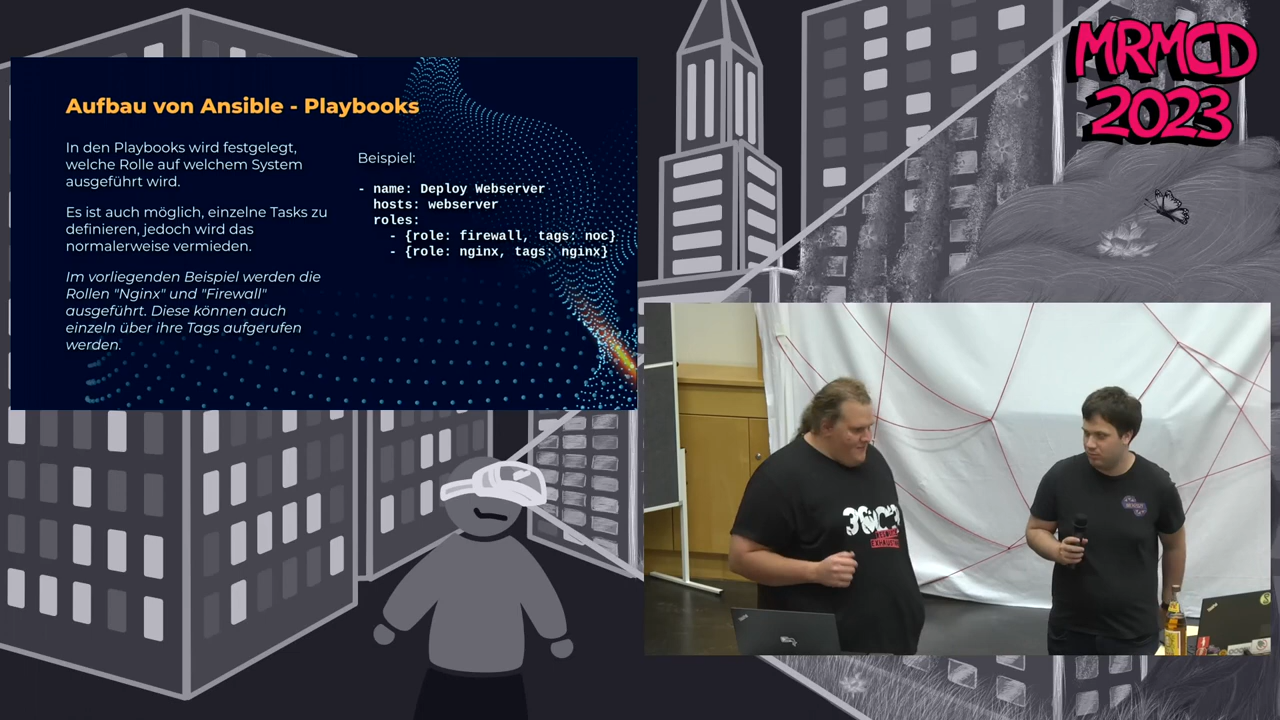 MRMCD
2023
Aufbau von Ansible - Playbooks
In den Playbooks wird festgelegt,
welche Rolle auf welchem System
ausgeführt wird.
Es ist auch möglich, einzelne Tasks zu
definieren, jedoch wird das
normalerweise vermieden.
Im vorliegenden Beispiel werden die
Rollen "Nginx" und "Firewall"
ausgeführt. Diese können auch
einzeln über ihre Tags aufgerufen
werden.
Beispiel:
- name: Deploy Webserver
hosts: webserver
roles:
- {role: firewall, tags: noc}
- {role: nginx, tags: nginx}